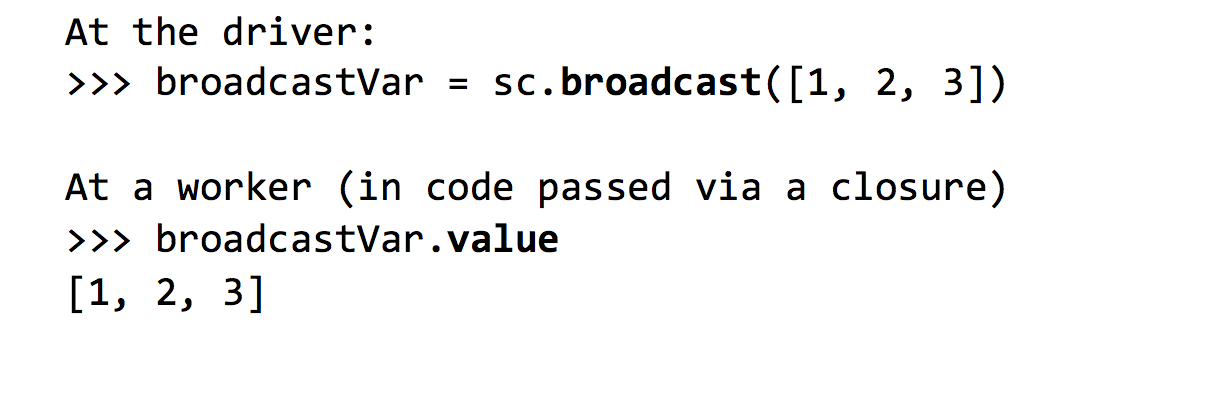 At the driver:
>>> broadcastVar = sc.broadcast([1, 2, 3])
At a worker (in code passed via a closure)
>>> broadcastVar.value
[1, 2, 3]